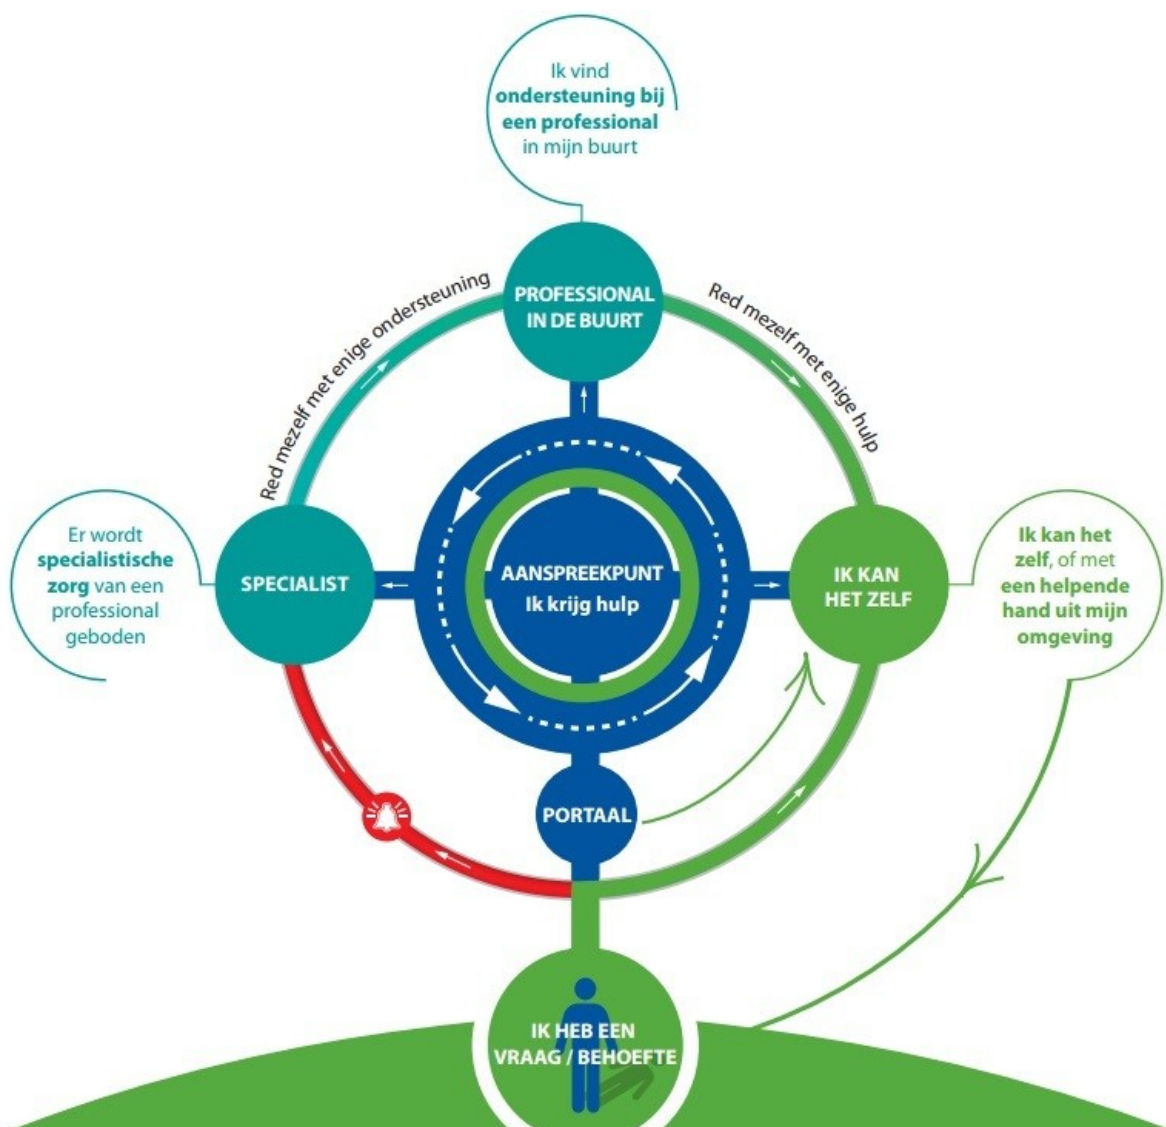 Ik vind
ondersteuning bij
een professional
in mijn buurt
PROFESSIONAL
IN DE BUURT
Red mezelf met enige ondersteuning
Red mezelf met enige hulp
Er wordt
specialistische
zorg van een
professional
geboden
SPECIALIST
AANSPREEKPUNT
Ik krijg hulp
IK KAN
HET ZELF
Ik kan het
zelf, of met
een helpende
hand uit mijn
omgeving
PORTAAL
IK HEB EEN
VRAAG / BEHOEFTE